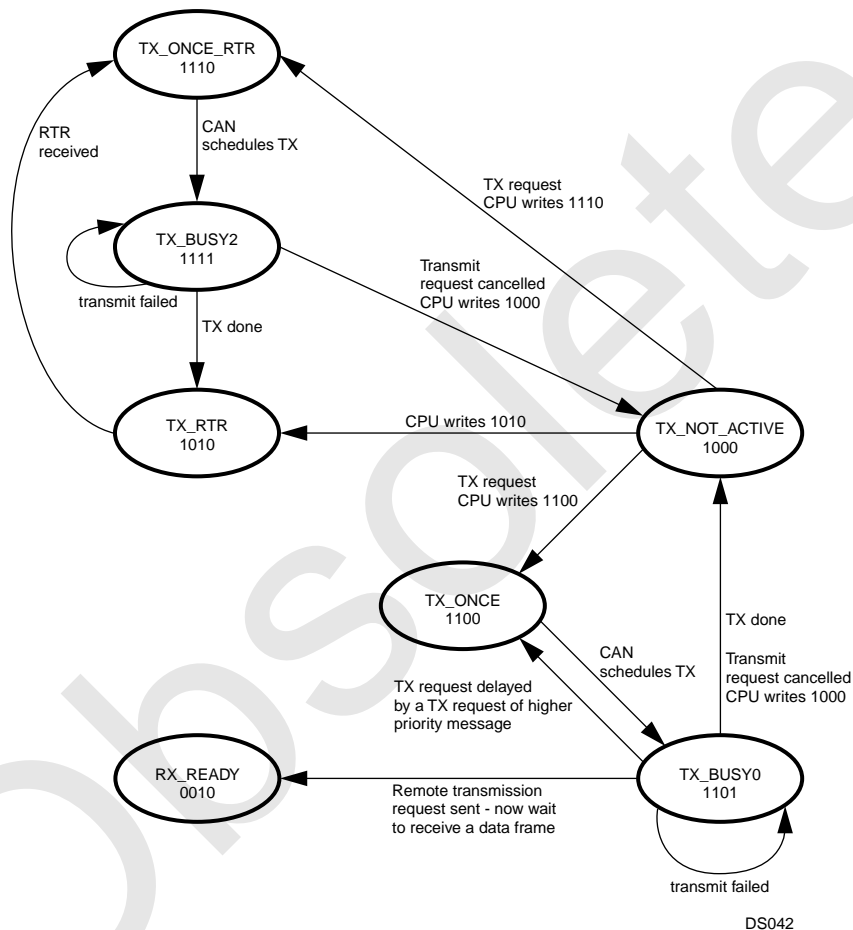 TX_ONCE_RTR
1110
RTR
received
CAN
schedules TX
TX request
CPU writes 1110
TX_BUSY2
1111
transmit failed
Transmit
request cancelled
CPU writes 1000
TX done
TX_RTR
1010
CPU writes 1010
TX_NOT_ACTIVE
1000
TX request
CPU writes 1100
TX_ONCE
1100
TX done
CAN
schedules TX
Transmit
request cancelled
CPU writes 1000
TX request delayed
by a TX request of higher
priority message
RX_READY
0010
TX_BUSY0
1101
Remote transmission
request sent - now wait
to receive a data frame
transmit failed
DS042
Obsolete